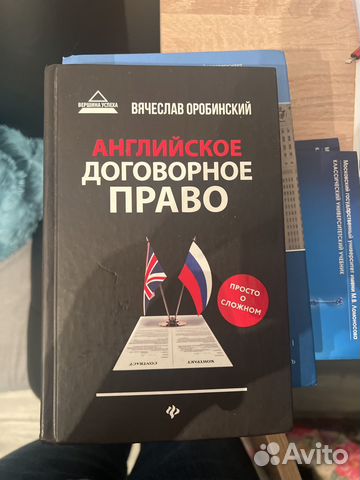 ВЕРШИНА УСПЕХА
ВЯЧЕСЛАВ ОРОБИНСКИЙ
АНГЛИЙСКОЕ
ДОГОВОРНОЕ
ПРАВО
ПРОСТО
О
СЛОЖНОМ
CONTRACT
КОНТРАКТ
Московский государственный университет имени М.В. Ломоносова
КЛАССИЧЕСКИЙ УНИВЕРСИТЕТСКИЙ УЧЕБНИК
Avito